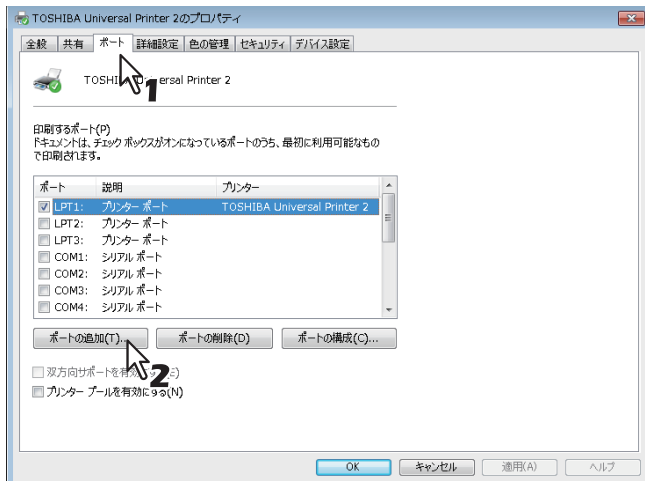 TOSHIBA Universal Printer 2のプロパティ
全般 共有 ポート 詳細設定 色の管理 セキュリティ デバイス設定
TOSHI ersal Printer 2
1
印刷するポート(P)
ドキュメントは、チェック ボックスがオンになっているポートのうち、最初に利用可能なもの
で印刷されます。
ポート 説明 プリンター
LPT1: プリンター ポート TOSHIBA Universal Printer 2
LPT2: プリンター ポート
LPT3: プリンター ポート
COM1: シリアル ポート
COM2: シリアル ポート
COM3: シリアル ポート
COM4: シリアル ポート
ポートの追加(T)... ポートの削除(D) ポートの構成(C)...
2
双方向サポートを有効
プリンター プールを有効にする(N)
OK キャンセル 適用(A) ヘルプ